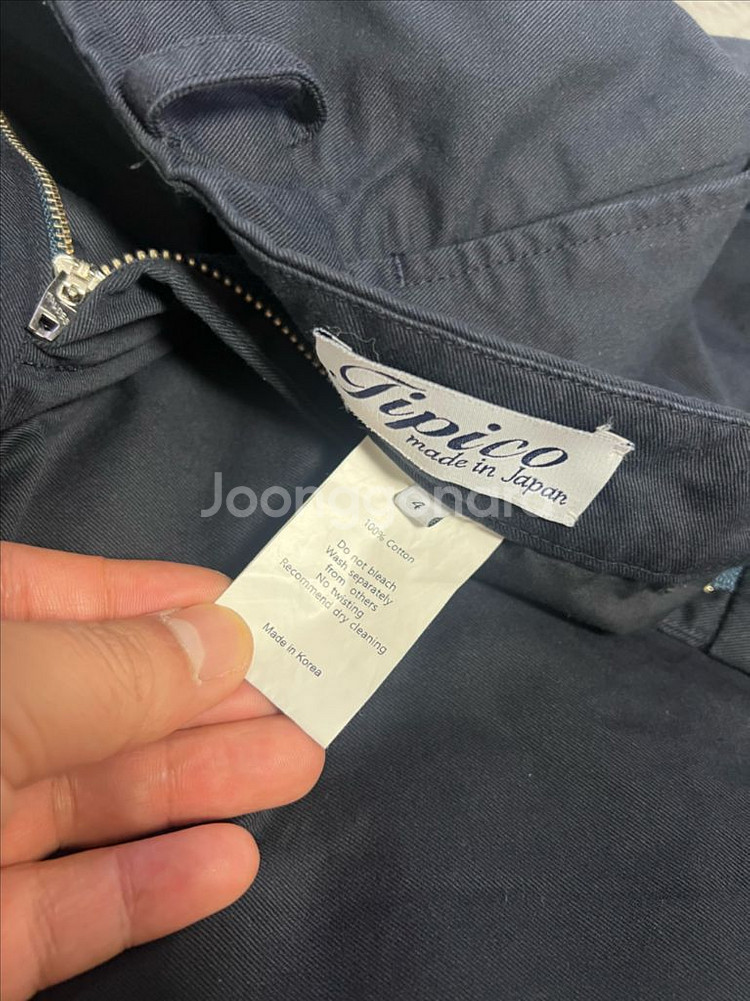 Tipico
made in Japan
Joonggonara
4
100% Cotton
Do not bleach
Wash separately
from others
No twisting
Recommend dry cleaning
Made in Korea